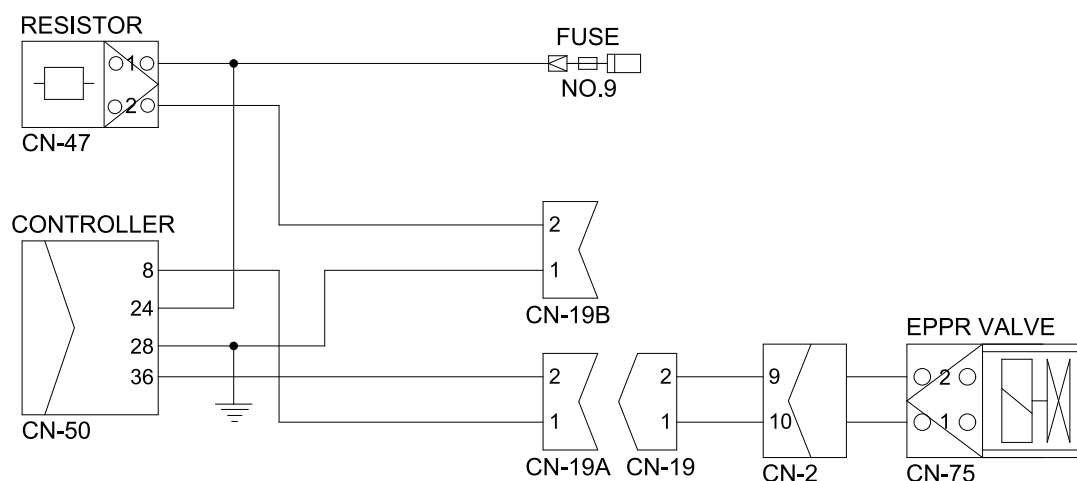 RESISTOR
1
2
CN-47
FUSE
NO.9
CONTROLLER
8
24
28
36
CN-50
2
1
CN-19B
2
1
CN-19A
2
1
CN-19
9
10
CN-2
EPPR VALVE
2
1
CN-75